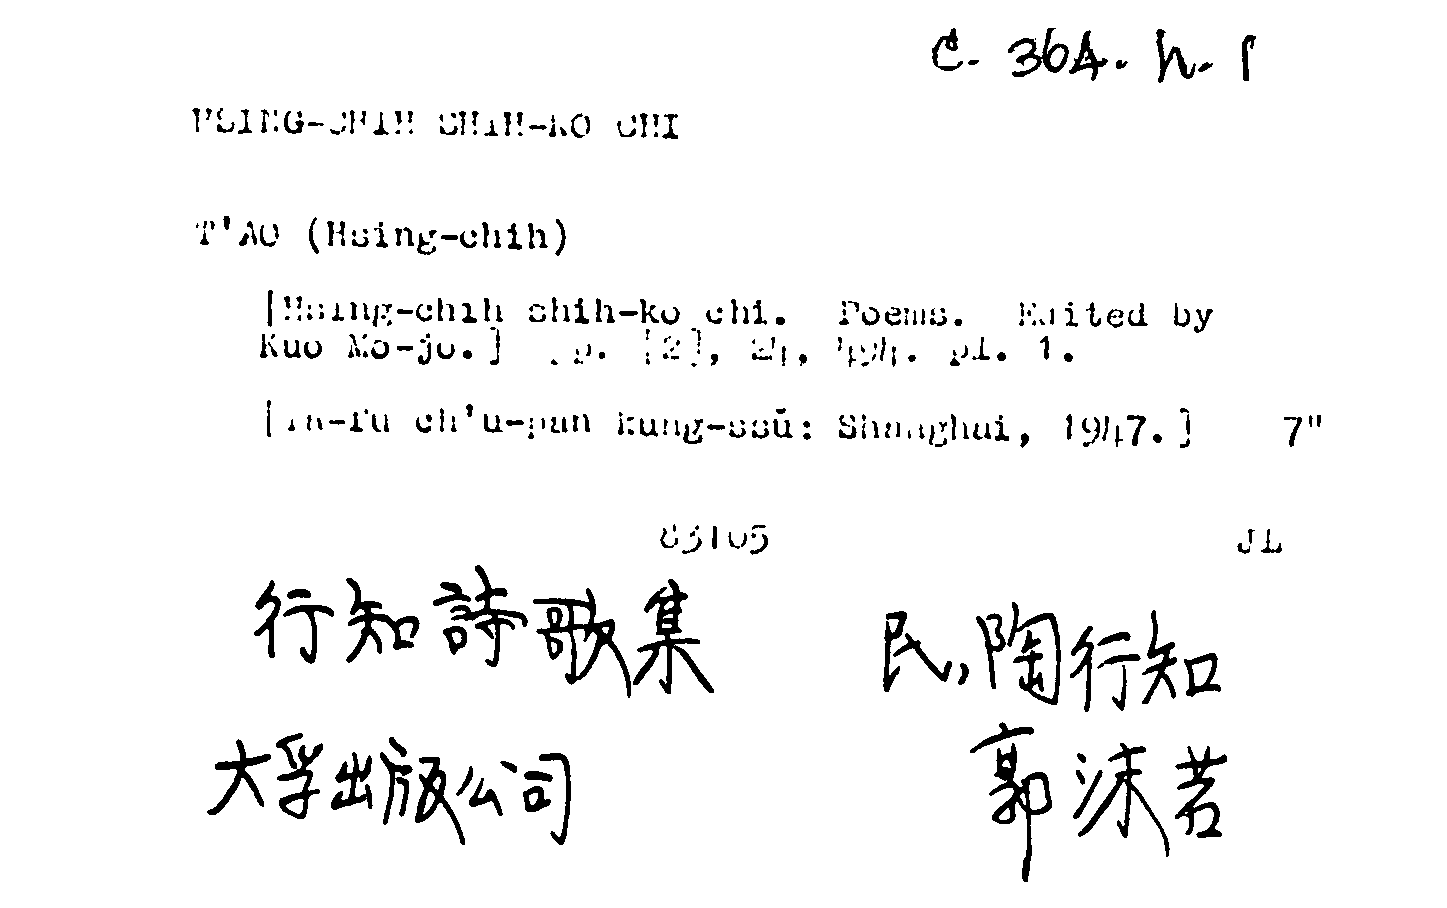 C. 364. h. 1
HSING-CHIH SHIH-KO CHI
T'AO (Hsing-chih)
[Hsing-chih shih-ko chi. Poems. Edited by
Kuo Mo-jo.] pp. [2], 24, 494. pl. 1.
[Ta-fu ch'u-pan kung-ssŭ: Shanghai, 1947.] 7"
83105 JL
行知詩歌集 民,陶行知
大孚出版公司 郭沫若